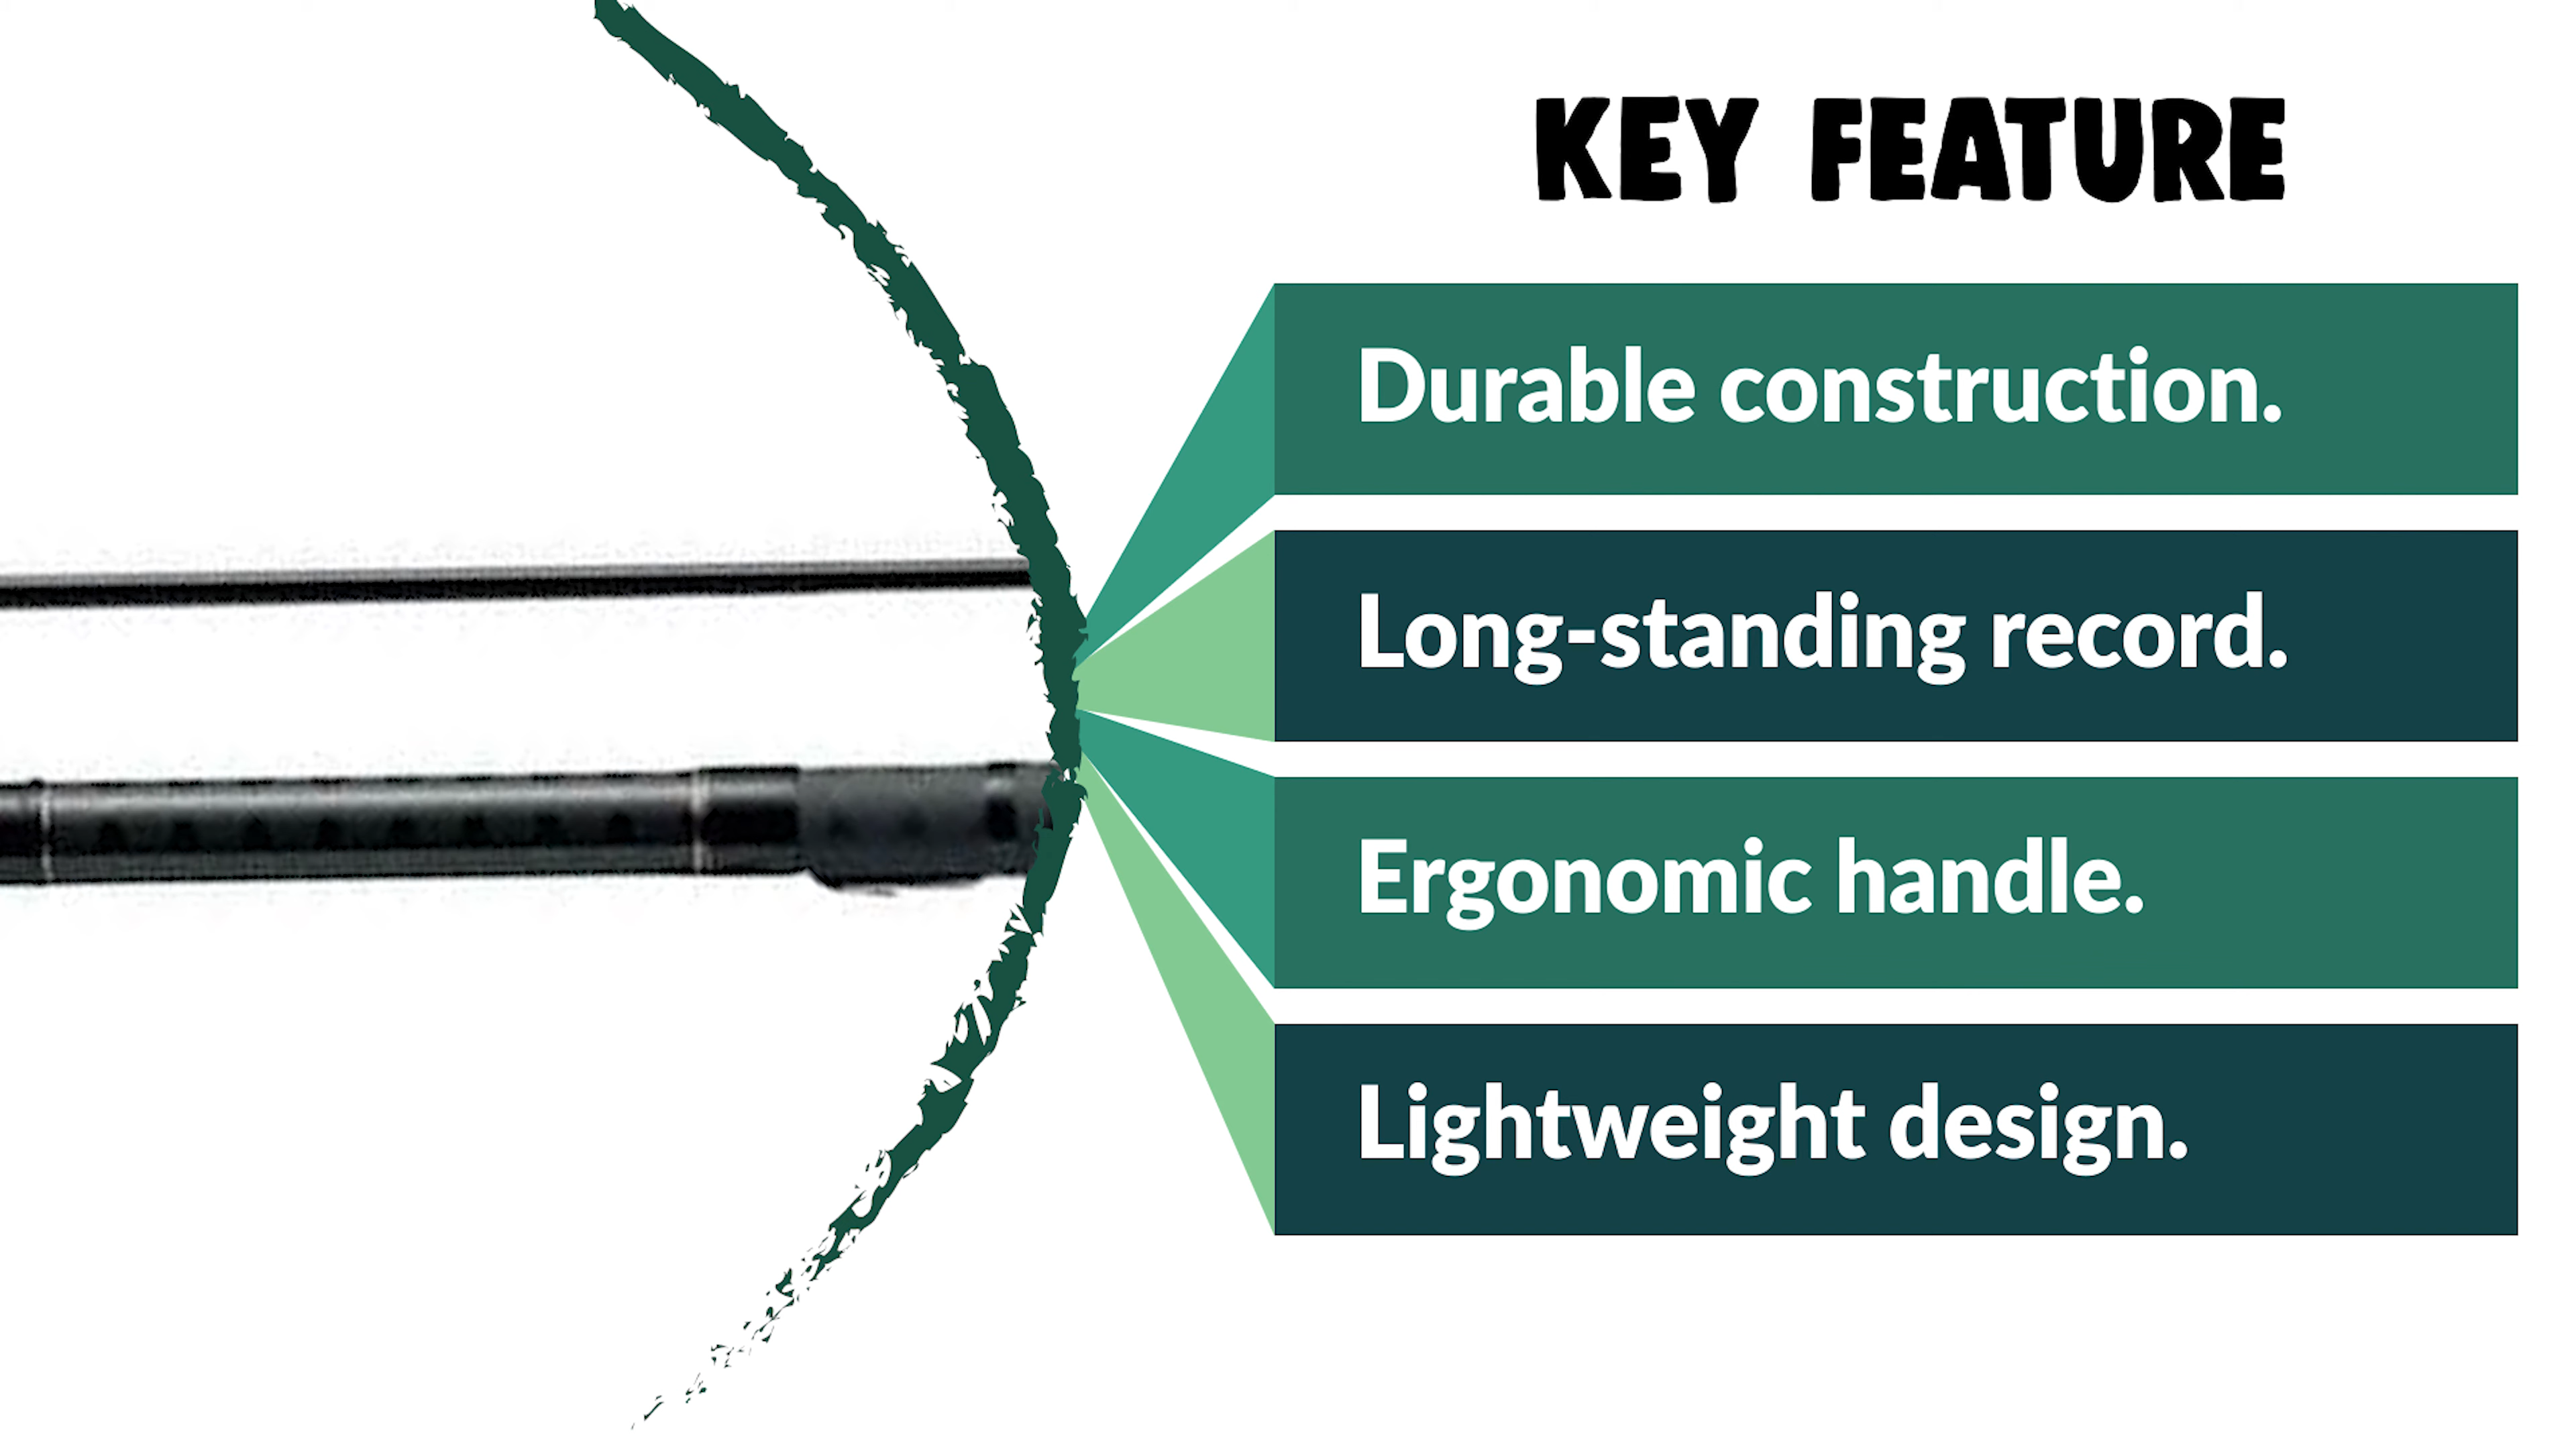 KEY FEATURE
Durable construction.
Long-standing record.
Ergonomic handle.
Lightweight design.